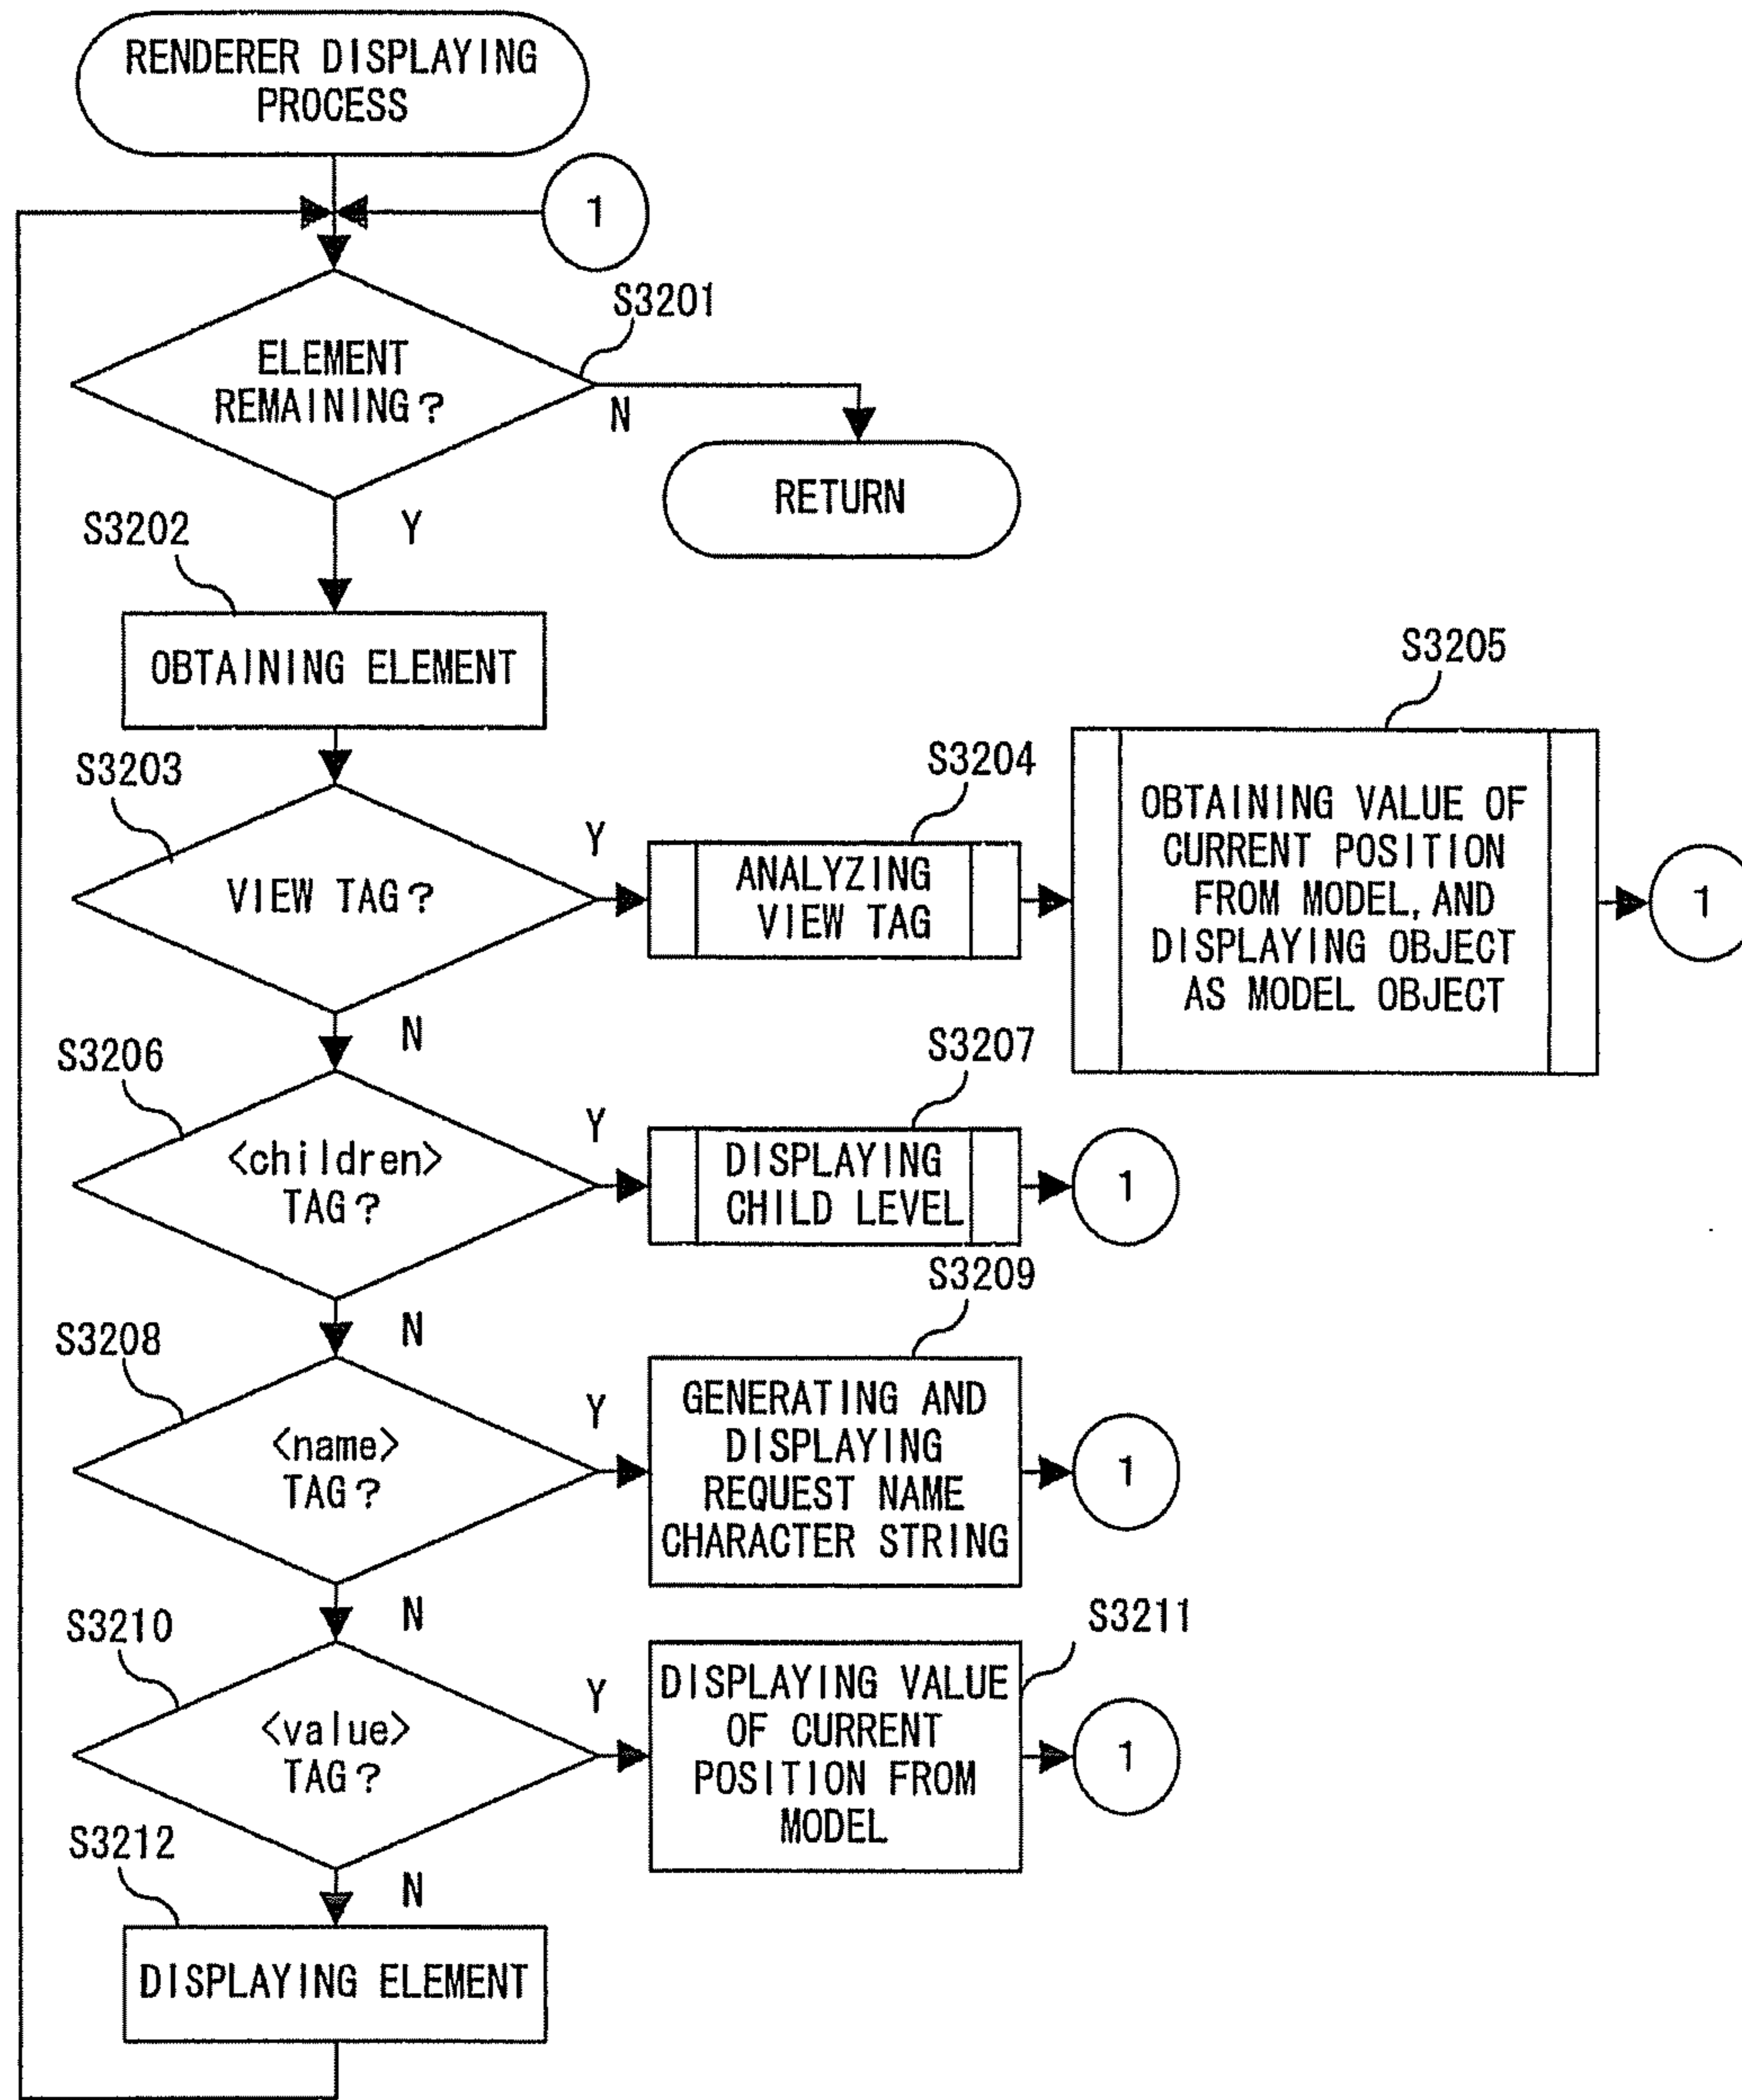 RENDERER DISPLAYING
PROCESS
1
S3201
ELEMENT
REMAINING?
N
RETURN
Y
S3202
OBTAINING ELEMENT
S3203
VIEW TAG?
Y
S3204
ANALYZING
VIEW TAG
S3205
OBTAINING VALUE OF
CURRENT POSITION
FROM MODEL, AND
DISPLAYING OBJECT
AS MODEL OBJECT
1
N
S3206
<children>
TAG?
Y
S3207
DISPLAYING
CHILD LEVEL
1
N
S3208
<name>
TAG?
Y
S3209
GENERATING AND
DISPLAYING
REQUEST NAME
CHARACTER STRING
1
N
S3210
<value>
TAG?
Y
S3211
DISPLAYING VALUE
OF CURRENT
POSITION FROM
MODEL
1
N
S3212
DISPLAYING ELEMENT